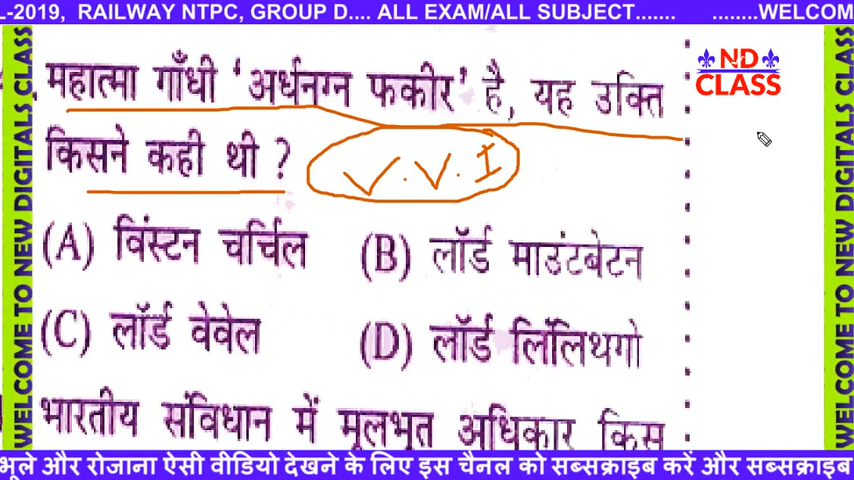 L-2019, RAILWAY NTPC, GROUP D.... ALL EXAM/ALL SUBJECT....... ........WELCOM
ND
CLASS
महात्मा गाँधी 'अर्धनग्न फकीर' है, यह उक्ति
किसने कही थी ?
V.V.I
(A) विंस्टन चर्चिल (B) लॉर्ड माउंटबेटन
(C) लॉर्ड वेवेल (D) लॉर्ड लिंलिथगो
भारतीय संविधान में मूलभूत अधिकार किस
WELCOME TO NEW DIGITALS CLASS
WELCOME TO NEW DIGITALS CLASS
भूले और रोजाना ऐसी वीडियो देखने के लिए इस चैनल को सब्सक्राइब करें और सब्सक्राइब